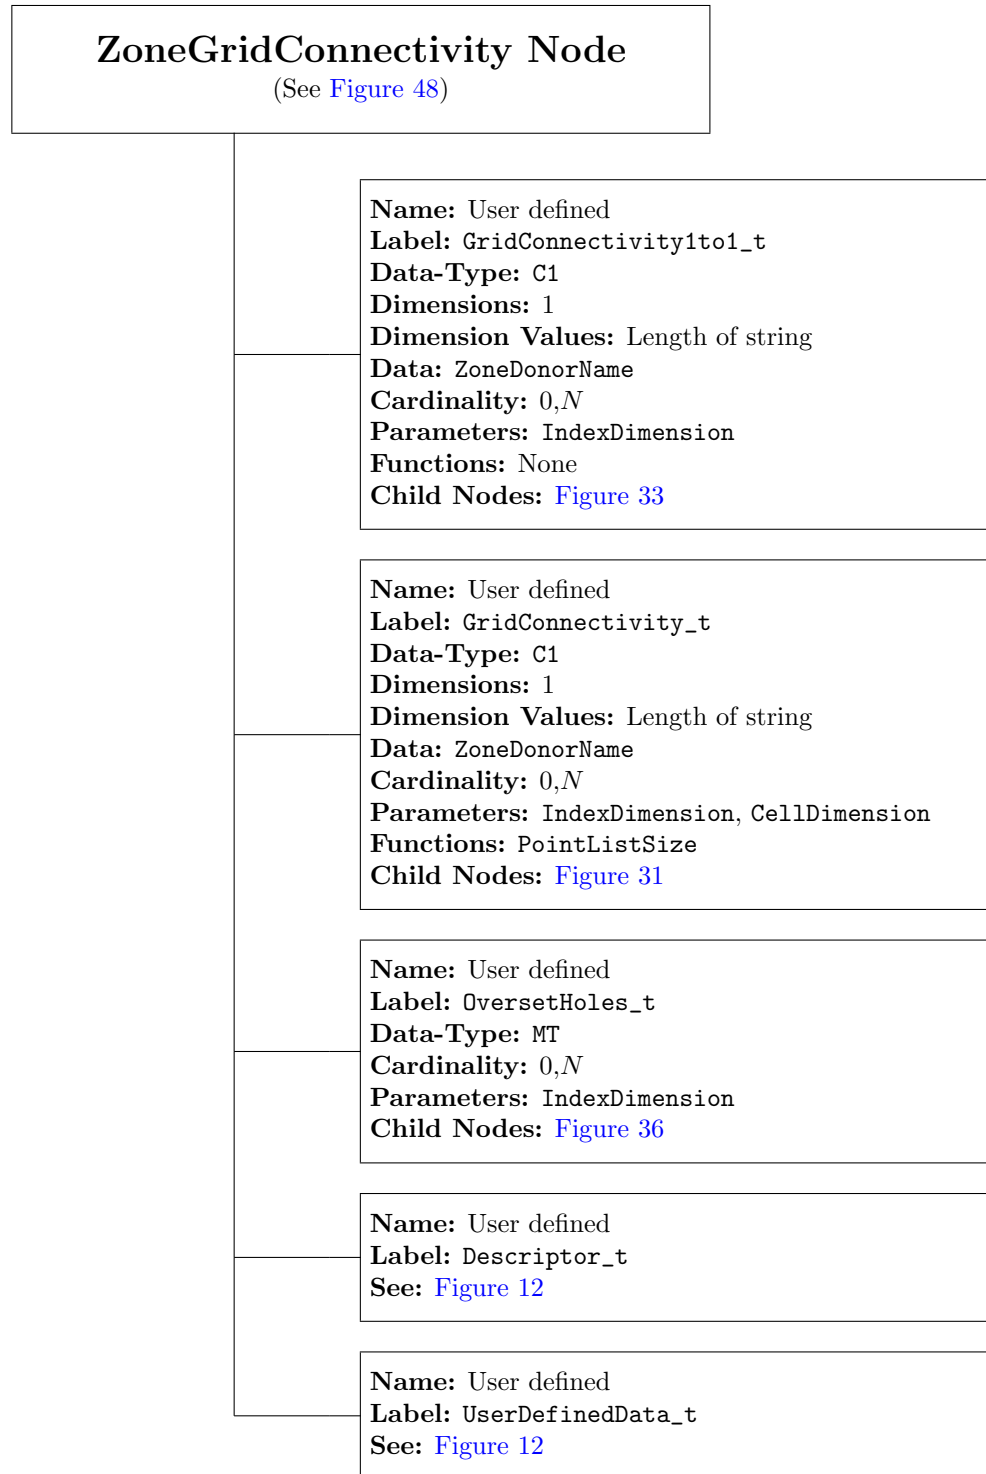 ZoneGridConnectivity Node
(See Figure 48)
Name: User defined
Label: GridConnectivity1to1_t
Data-Type: C1
Dimensions: 1
Dimension Values: Length of string
Data: ZoneDonorName
Cardinality: 0,N
Parameters: IndexDimension
Functions: None
Child Nodes: Figure 33
Name: User defined
Label: GridConnectivity_t
Data-Type: C1
Dimensions: 1
Dimension Values: Length of string
Data: ZoneDonorName
Cardinality: 0,N
Parameters: IndexDimension, CellDimension
Functions: PointListSize
Child Nodes: Figure 31
Name: User defined
Label: OversetHoles_t
Data-Type: MT
Cardinality: 0,N
Parameters: IndexDimension
Child Nodes: Figure 36
Name: User defined
Label: Descriptor_t
See: Figure 12
Name: User defined
Label: UserDefinedData_t
See: Figure 12